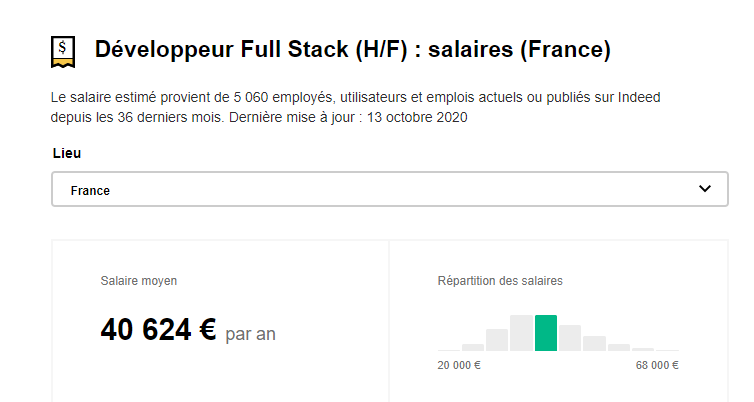 $
Développeur Full Stack (H/F) : salaires (France)
Le salaire estimé provient de 5 060 employés, utilisateurs et emplois actuels ou publiés sur Indeed
depuis les 36 derniers mois. Dernière mise à jour : 13 octobre 2020
Lieu
France
Salaire moyen
40 624 € par an
Répartition des salaires
20 000 € 68 000 €